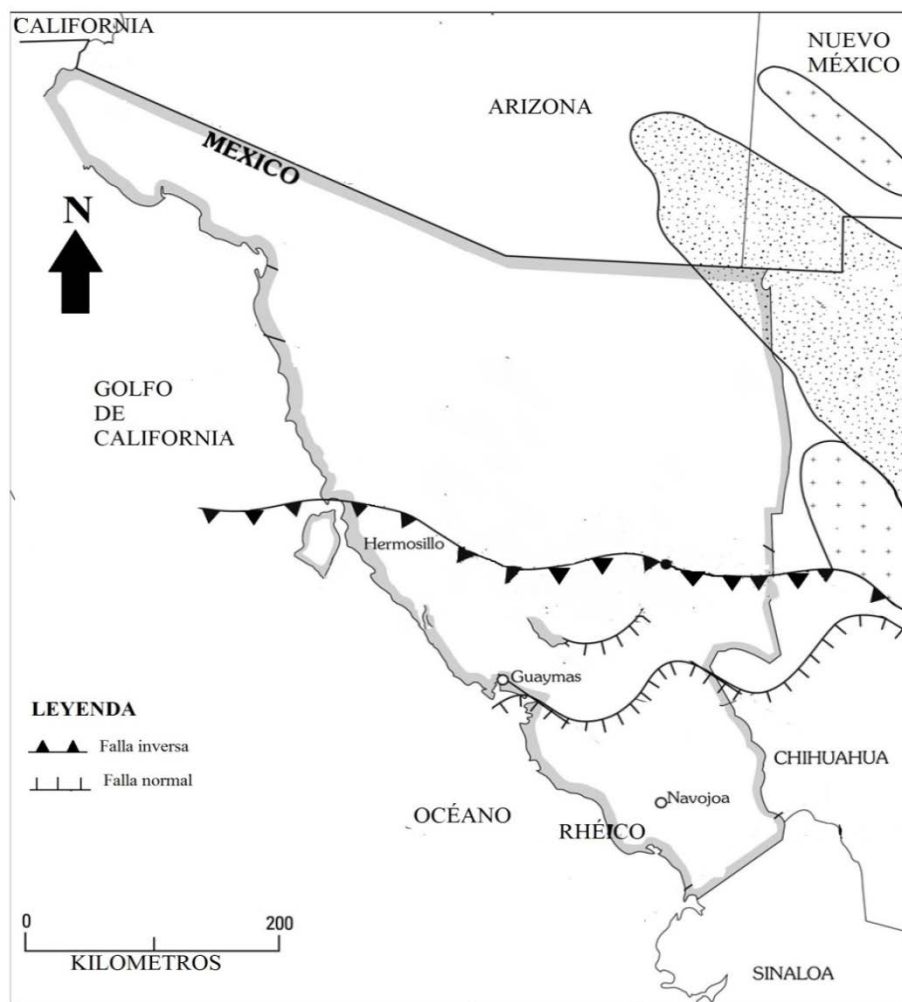 CALIFORNIA
NUEVO
MÉXICO
ARIZONA
MEXICO
N
GOLFO
DE
CALIFORNIA
Hermosillo
Guaymas
LEYENDA
Falla inversa
Falla normal
CHIHUAHUA
Navojoa
OCÉANO
RHÉICO
0
200
KILOMETROS
SINALOA